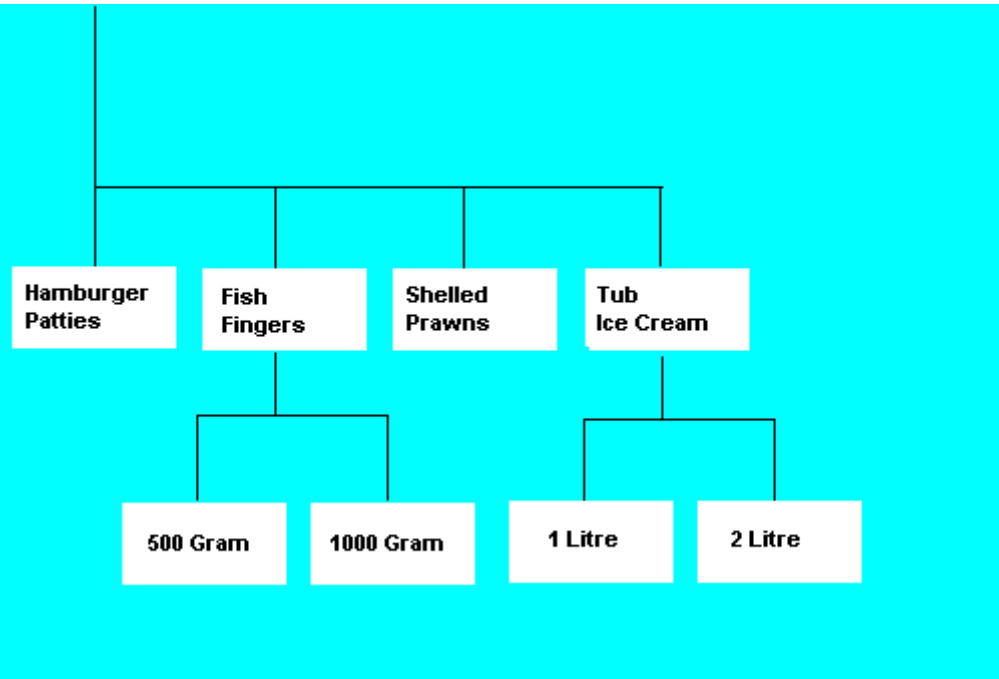 Hamburger
Patties
Fish
Fingers
Shelled
Prawns
Tub
Ice Cream
500 Gram
1000 Gram
1 Litre
2 Litre